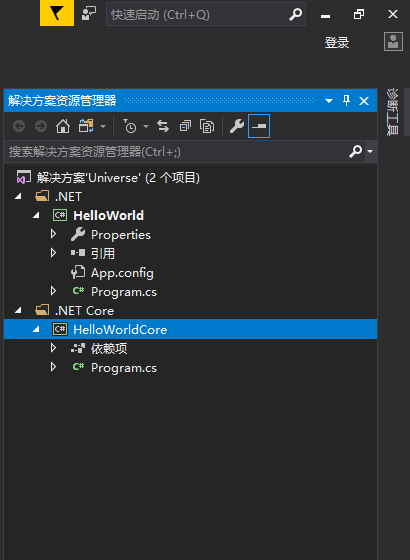 快速启动 (Ctrl+Q)
登录
解决方案资源管理器
搜索解决方案资源管理器(Ctrl+;)
解决方案'Universe' (2 个项目)
.NET
C# HelloWorld
Properties
引用
App.config
C# Program.cs
.NET Core
C# HelloWorldCore
依赖项
C# Program.cs
诊断工具